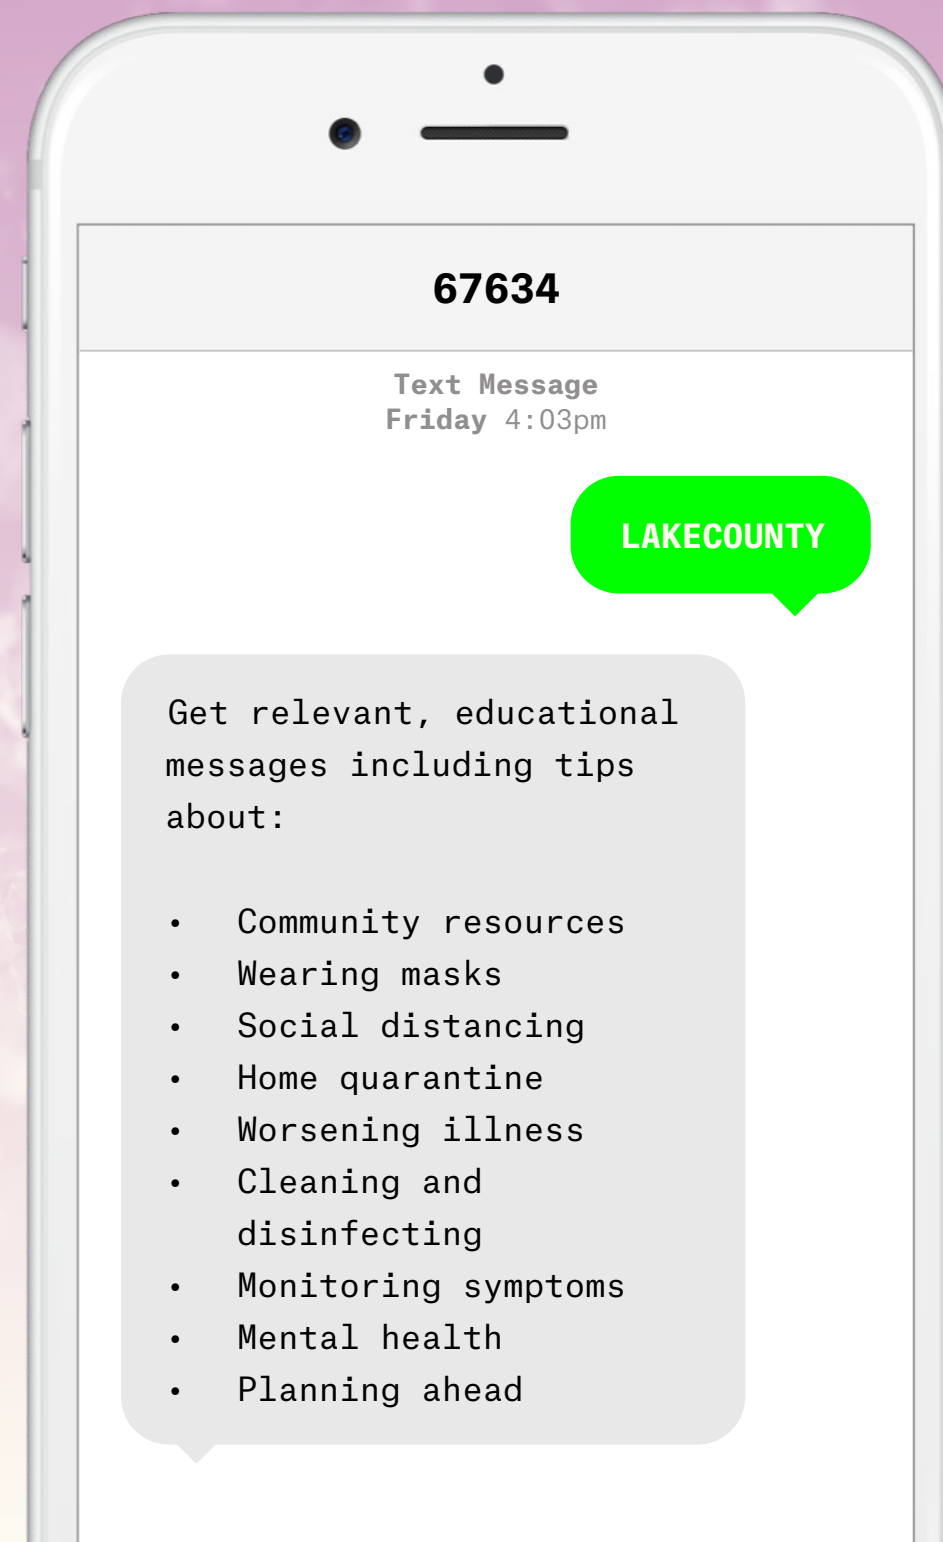 67634
Text Message
Friday 4:03pm
LAKECOUNTY
Get relevant, educational
messages including tips
about:
• Community resources
• Wearing masks
• Social distancing
• Home quarantine
• Worsening illness
• Cleaning and
disinfecting
• Monitoring symptoms
• Mental health
• Planning ahead